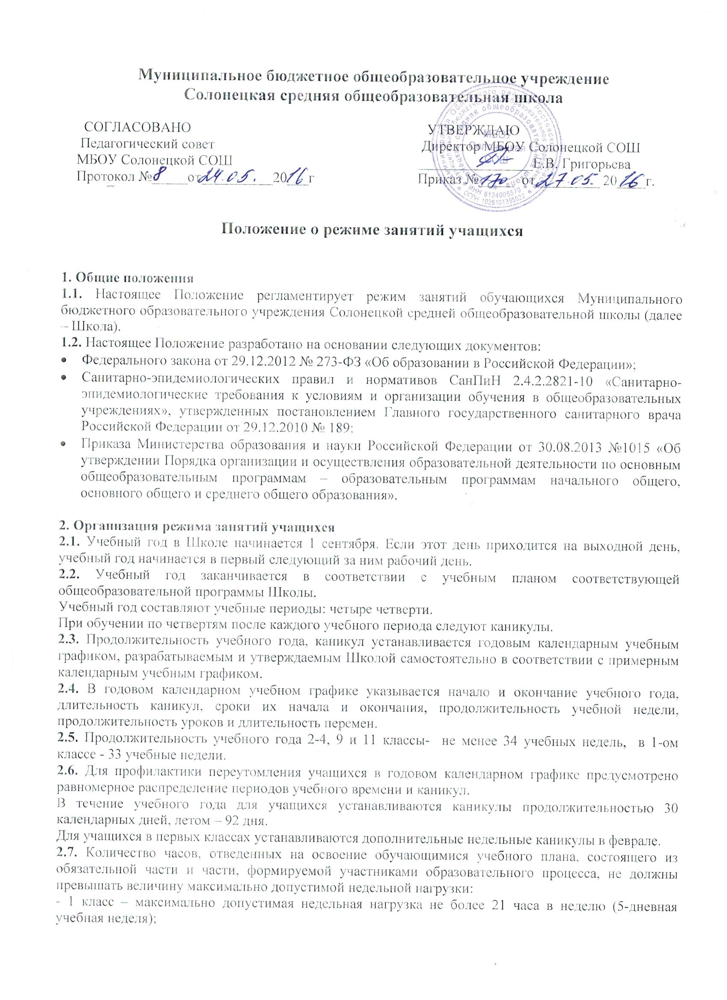 Муниципальное бюджетное общеобразовательное учреждение
Солонецкая средняя общеобразовательная школа
СОГЛАСОВАНО
Педагогический совет
МБОУ Солонецкой СОШ
Протокол № 8 от 24.05. 2016 г
УТВЕРЖДАЮ
Директор МБОУ Солонецкой СОШ
Е.В. Григорьева
Приказ № 170 от 27.05. 2016 г.
МБОУ
Солонецкая
СОШ
ИНН 6124005570
ОГРН 1026101395022
Положение о режиме занятий учащихся
1. Общие положения
1.1. Настоящее Положение регламентирует режим занятий обучающихся Муниципального
бюджетного образовательного учреждения Солонецкой средней общеобразовательной школы (далее
– Школа).
1.2. Настоящее Положение разработано на основании следующих документов:
• Федерального закона от 29.12.2012 № 273-ФЗ «Об образовании в Российской Федерации»;
• Санитарно-эпидемиологических правил и нормативов СанПиН 2.4.2.2821-10 «Санитарно-
эпидемиологические требования к условиям и организации обучения в общеобразовательных
учреждениях», утвержденных постановлением Главного государственного санитарного врача
Российской Федерации от 29.12.2010 № 189;
• Приказа Министерства образования и науки Российской Федерации от 30.08.2013 №1015 «Об
утверждении Порядка организации и осуществления образовательной деятельности по основным
общеобразовательным программам – образовательным программам начального общего,
основного общего и среднего общего образования».
2. Организация режима занятий учащихся
2.1. Учебный год в Школе начинается 1 сентября. Если этот день приходится на выходной день,
учебный год начинается в первый следующий за ним рабочий день.
2.2. Учебный год заканчивается в соответствии с учебным планом соответствующей
общеобразовательной программы Школы.
Учебный год составляют учебные периоды: четыре четверти.
При обучении по четвертям после каждого учебного периода следуют каникулы.
2.3. Продолжительность учебного года, каникул устанавливается годовым календарным учебным
графиком, разрабатываемым и утверждаемым Школой самостоятельно в соответствии с примерным
календарным учебным графиком.
2.4. В годовом календарном учебном графике указывается начало и окончание учебного года,
длительность каникул, сроки их начала и окончания, продолжительность учебной недели,
продолжительность уроков и длительность перемен.
2.5. Продолжительность учебного года 2-4, 9 и 11 классы- не менее 34 учебных недель, в 1-ом
классе - 33 учебные недели.
2.6. Для профилактики переутомления учащихся в годовом календарном графике предусмотрено
равномерное распределение периодов учебного времени и каникул.
В течение учебного года для учащихся устанавливаются каникулы продолжительностью 30
календарных дней, летом – 92 дня.
Для учащихся в первых классах устанавливаются дополнительные недельные каникулы в феврале.
2.7. Количество часов, отведенных на освоение обучающимися учебного плана, состоящего из
обязательной части и части, формируемой участниками образовательного процесса, не должны
превышать величину максимально допустимой недельной нагрузки:
- 1 класс – максимально допустимая недельная нагрузка не более 21 часа в неделю (5-дневная
учебная неделя);